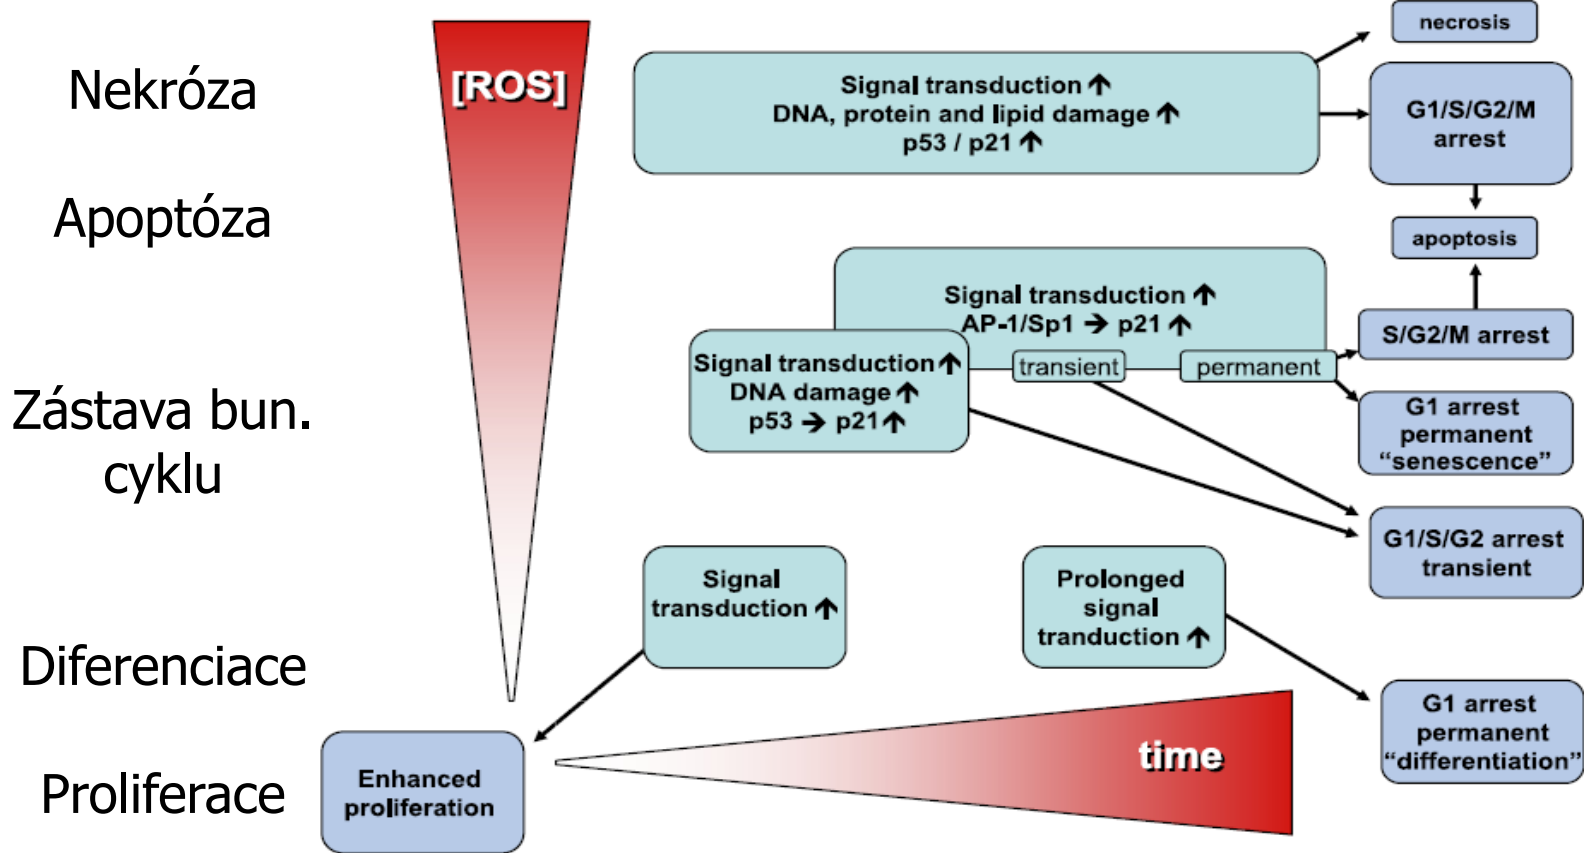 Nekróza
Apoptóza
Zástava bun.
cyklu
Diferenciace
Proliferace
[ROS]
Signal transduction ↑
DNA, protein and lipid damage ↑
p53 / p21 ↑
necrosis
G1/S/G2/M
arrest
apoptosis
Signal transduction ↑
AP-1/Sp1 → p21 ↑
transient
permanent
Signal transduction ↑
DNA damage ↑
p53 → p21 ↑
S/G2/M arrest
G1 arrest
permanent
“senescence”
G1/S/G2 arrest
transient
Signal
transduction ↑
Prolonged
signal
tranduction ↑
G1 arrest
permanent
“differentiation”
time
Enhanced
proliferation